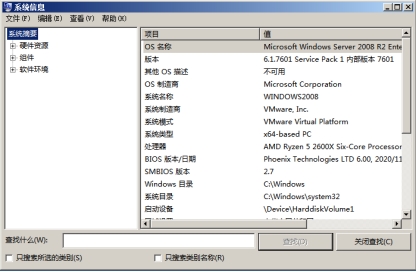 系统信息
文件(F) 编辑(E) 查看(V) 帮助(H)
系统摘要
硬件资源
组件
软件环境
项目 值
OS 名称 Microsoft Windows Server 2008 R2 Ente
版本 6.1.7601 Service Pack 1 内部版本 7601
其他 OS 描述 不可用
OS 制造商 Microsoft Corporation
系统名称 WINDOWS2008
系统制造商 VMware, Inc.
系统模式 VMware Virtual Platform
系统类型 x64-based PC
处理器 AMD Ryzen 5 2600X Six-Core Processor
BIOS 版本/日期 Phoenix Technologies LTD 6.00, 2020/11
SMBIOS 版本 2.7
Windows 目录 C:\Windows
系统目录 C:\Windows\system32
启动设备 \Device\HarddiskVolume1
查找什么(W): 查找(D) 关闭查找(C)
只搜索所选的类别(S) 只搜索类别名称(R)